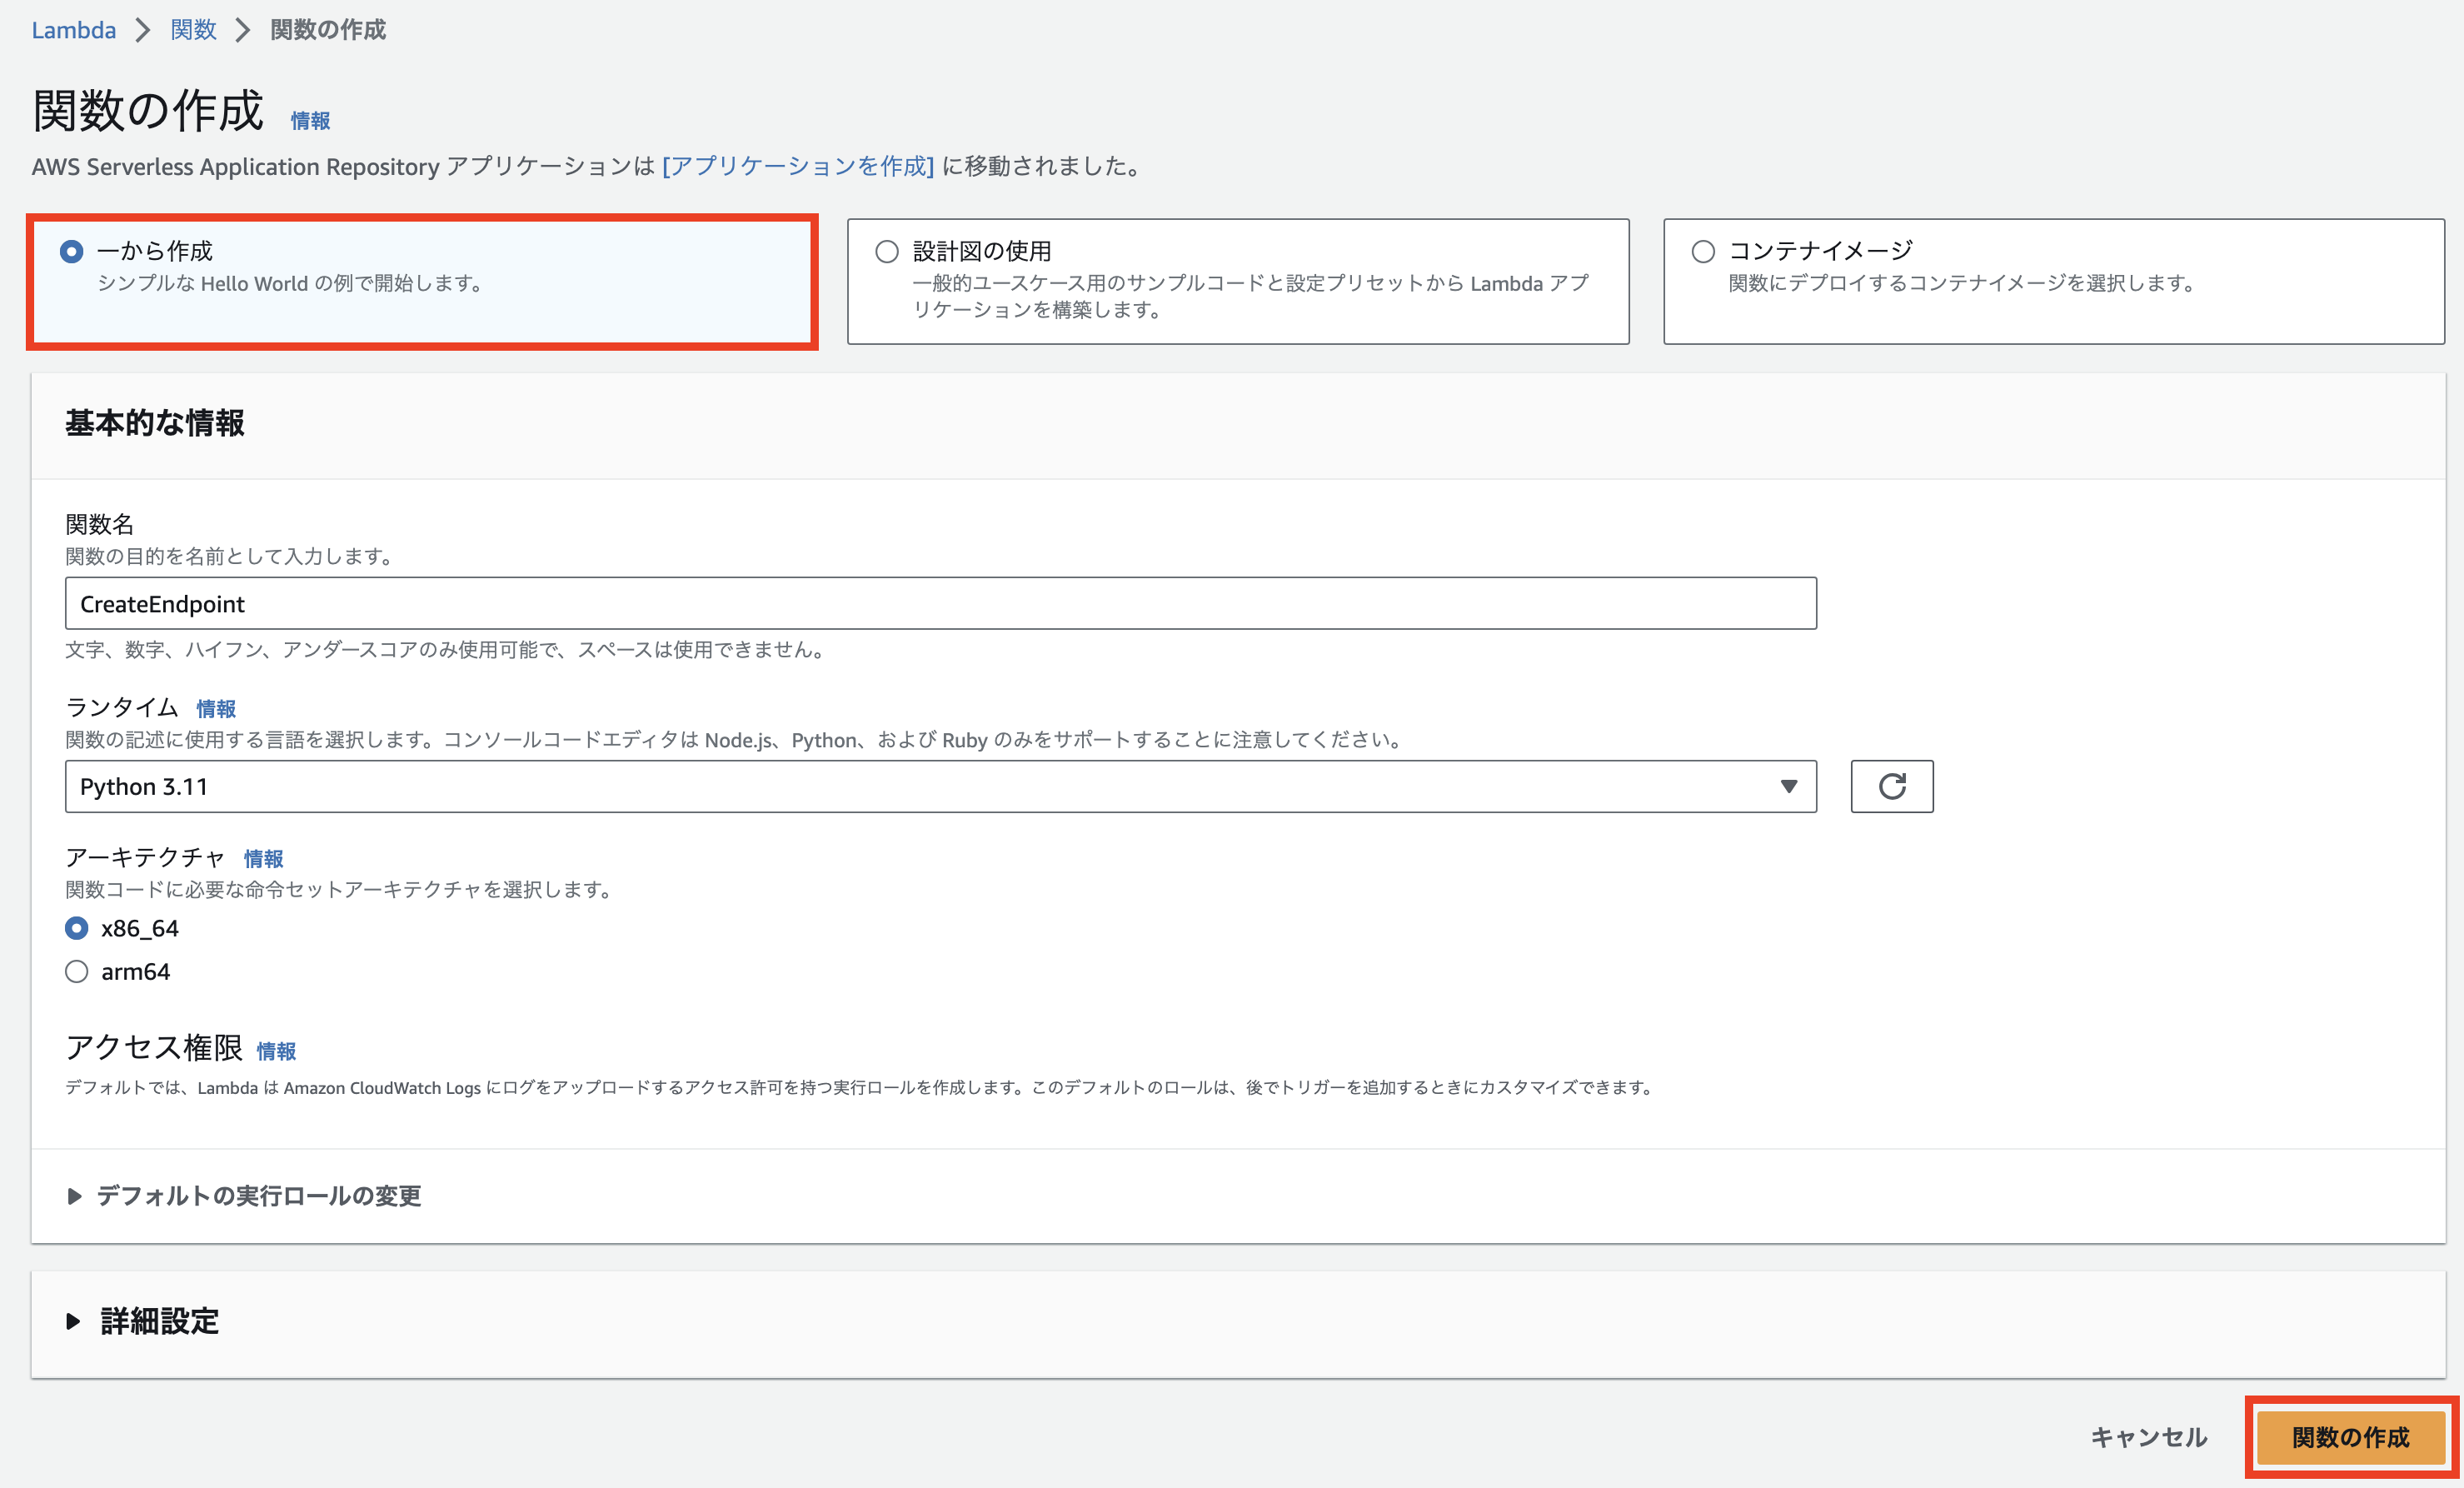 Lambda > 関数 > 関数の作成
関数の作成 情報
AWS Serverless Application Repository アプリケーションは [アプリケーションを作成] に移動されました。
一から作成
シンプルな Hello World の例で開始します。
設計図の使用
一般的ユースケース用のサンプルコードと設定プリセットから Lambda アプ
リケーションを構築します。
コンテナイメージ
関数にデプロイするコンテナイメージを選択します。
基本的な情報
関数名
関数の目的を名前として入力します。
CreateEndpoint
文字、数字、ハイフン、アンダースコアのみ使用可能で、スペースは使用できません。
ランタイム 情報
関数の記述に使用する言語を選択します。コンソールコードエディタは Node.js、Python、および Ruby のみをサポートすることに注意してください。
Python 3.11
アーキテクチャ 情報
関数コードに必要な命令セットアーキテクチャを選択します。
x86_64
arm64
アクセス権限 情報
デフォルトでは、Lambda は Amazon CloudWatch Logs にログをアップロードするアクセス許可を持つ実行ロールを作成します。このデフォルトのロールは、後でトリガーを追加するときにカスタマイズできます。
デフォルトの実行ロールの変更
詳細設定
キャンセル 関数の作成